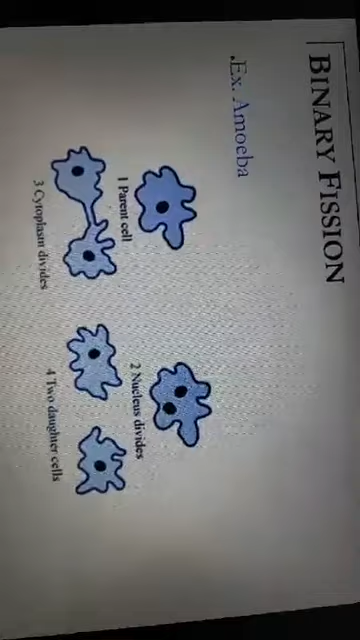 BINARY FISSION
.Ex. Amoeba
1 Parent cell
2 Nucleus divides
3 Cytoplasm divides
4 Two daughter cells